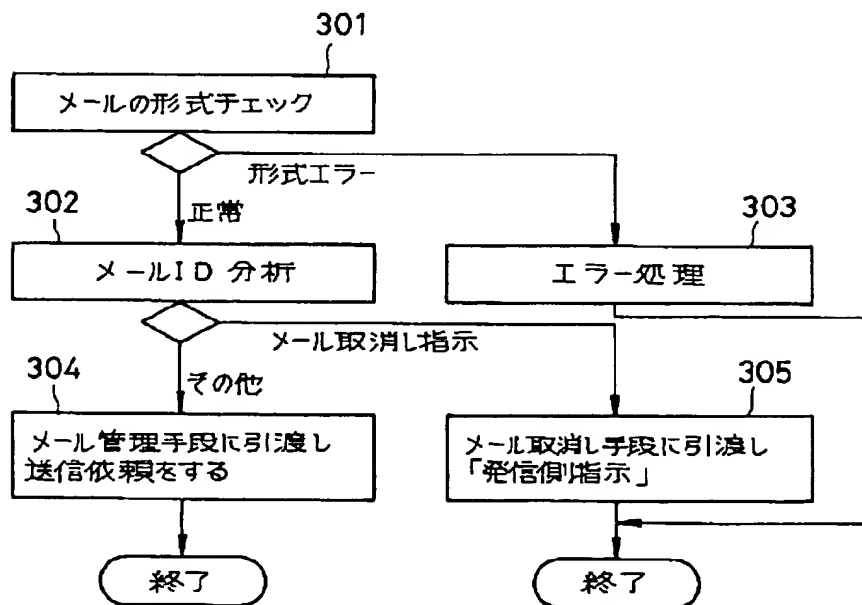 301
メールの形式チェック
形式エラー
正常
302
303
メールID 分析
エラー処理
メール取消し指示
その他
304
305
メール管理手段に引渡し
送信依頼をする
メール取消し手段に引渡し
「発信側指示」
終了
終了